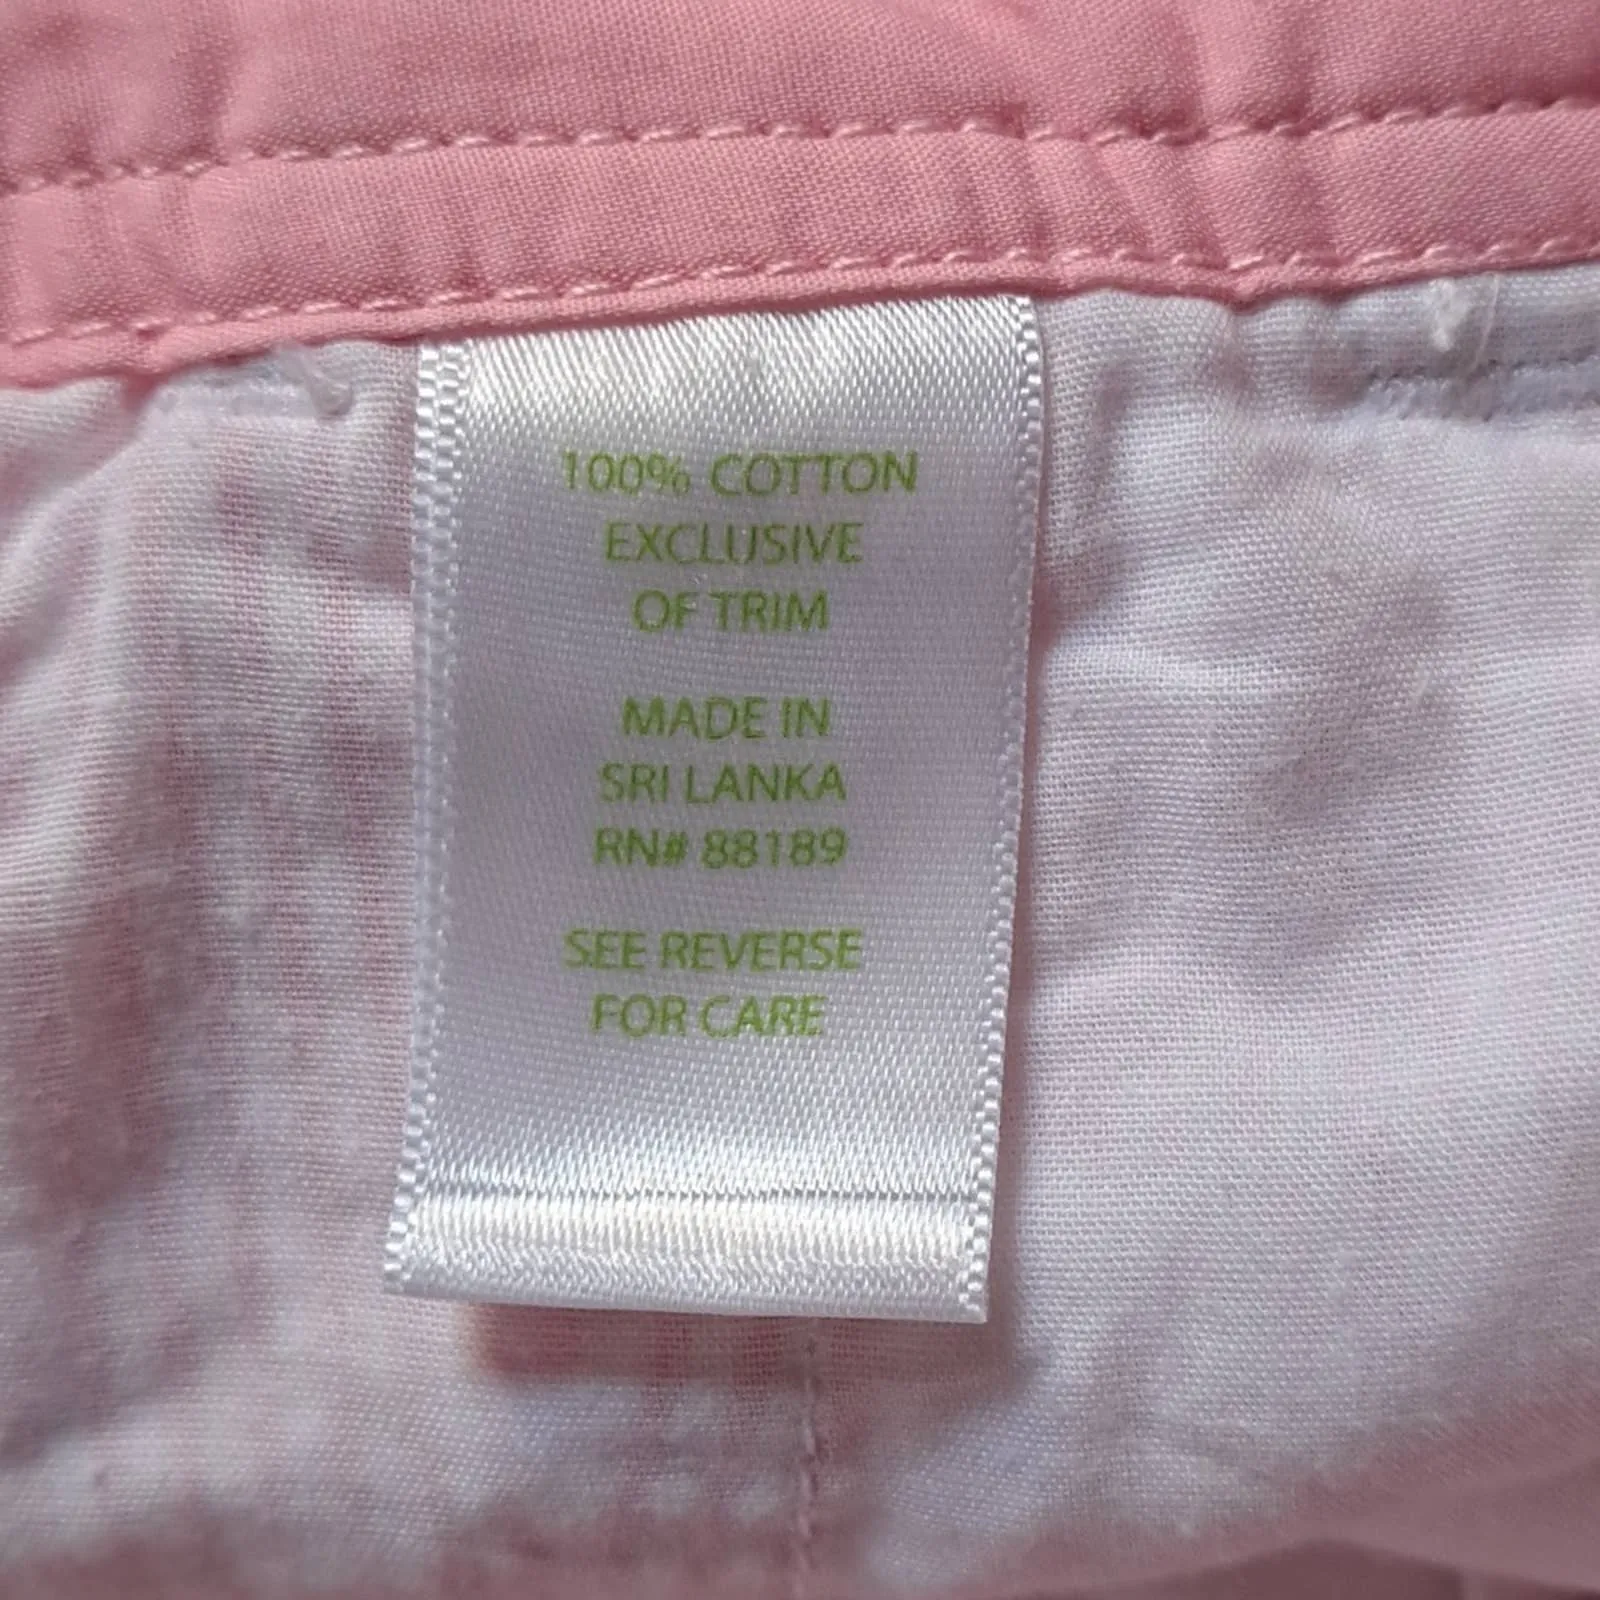 100% COTTON
EXCLUSIVE
OF TRIM
MADE IN
SRI LANKA
RN# 88189
SEE REVERSE
FOR CARE